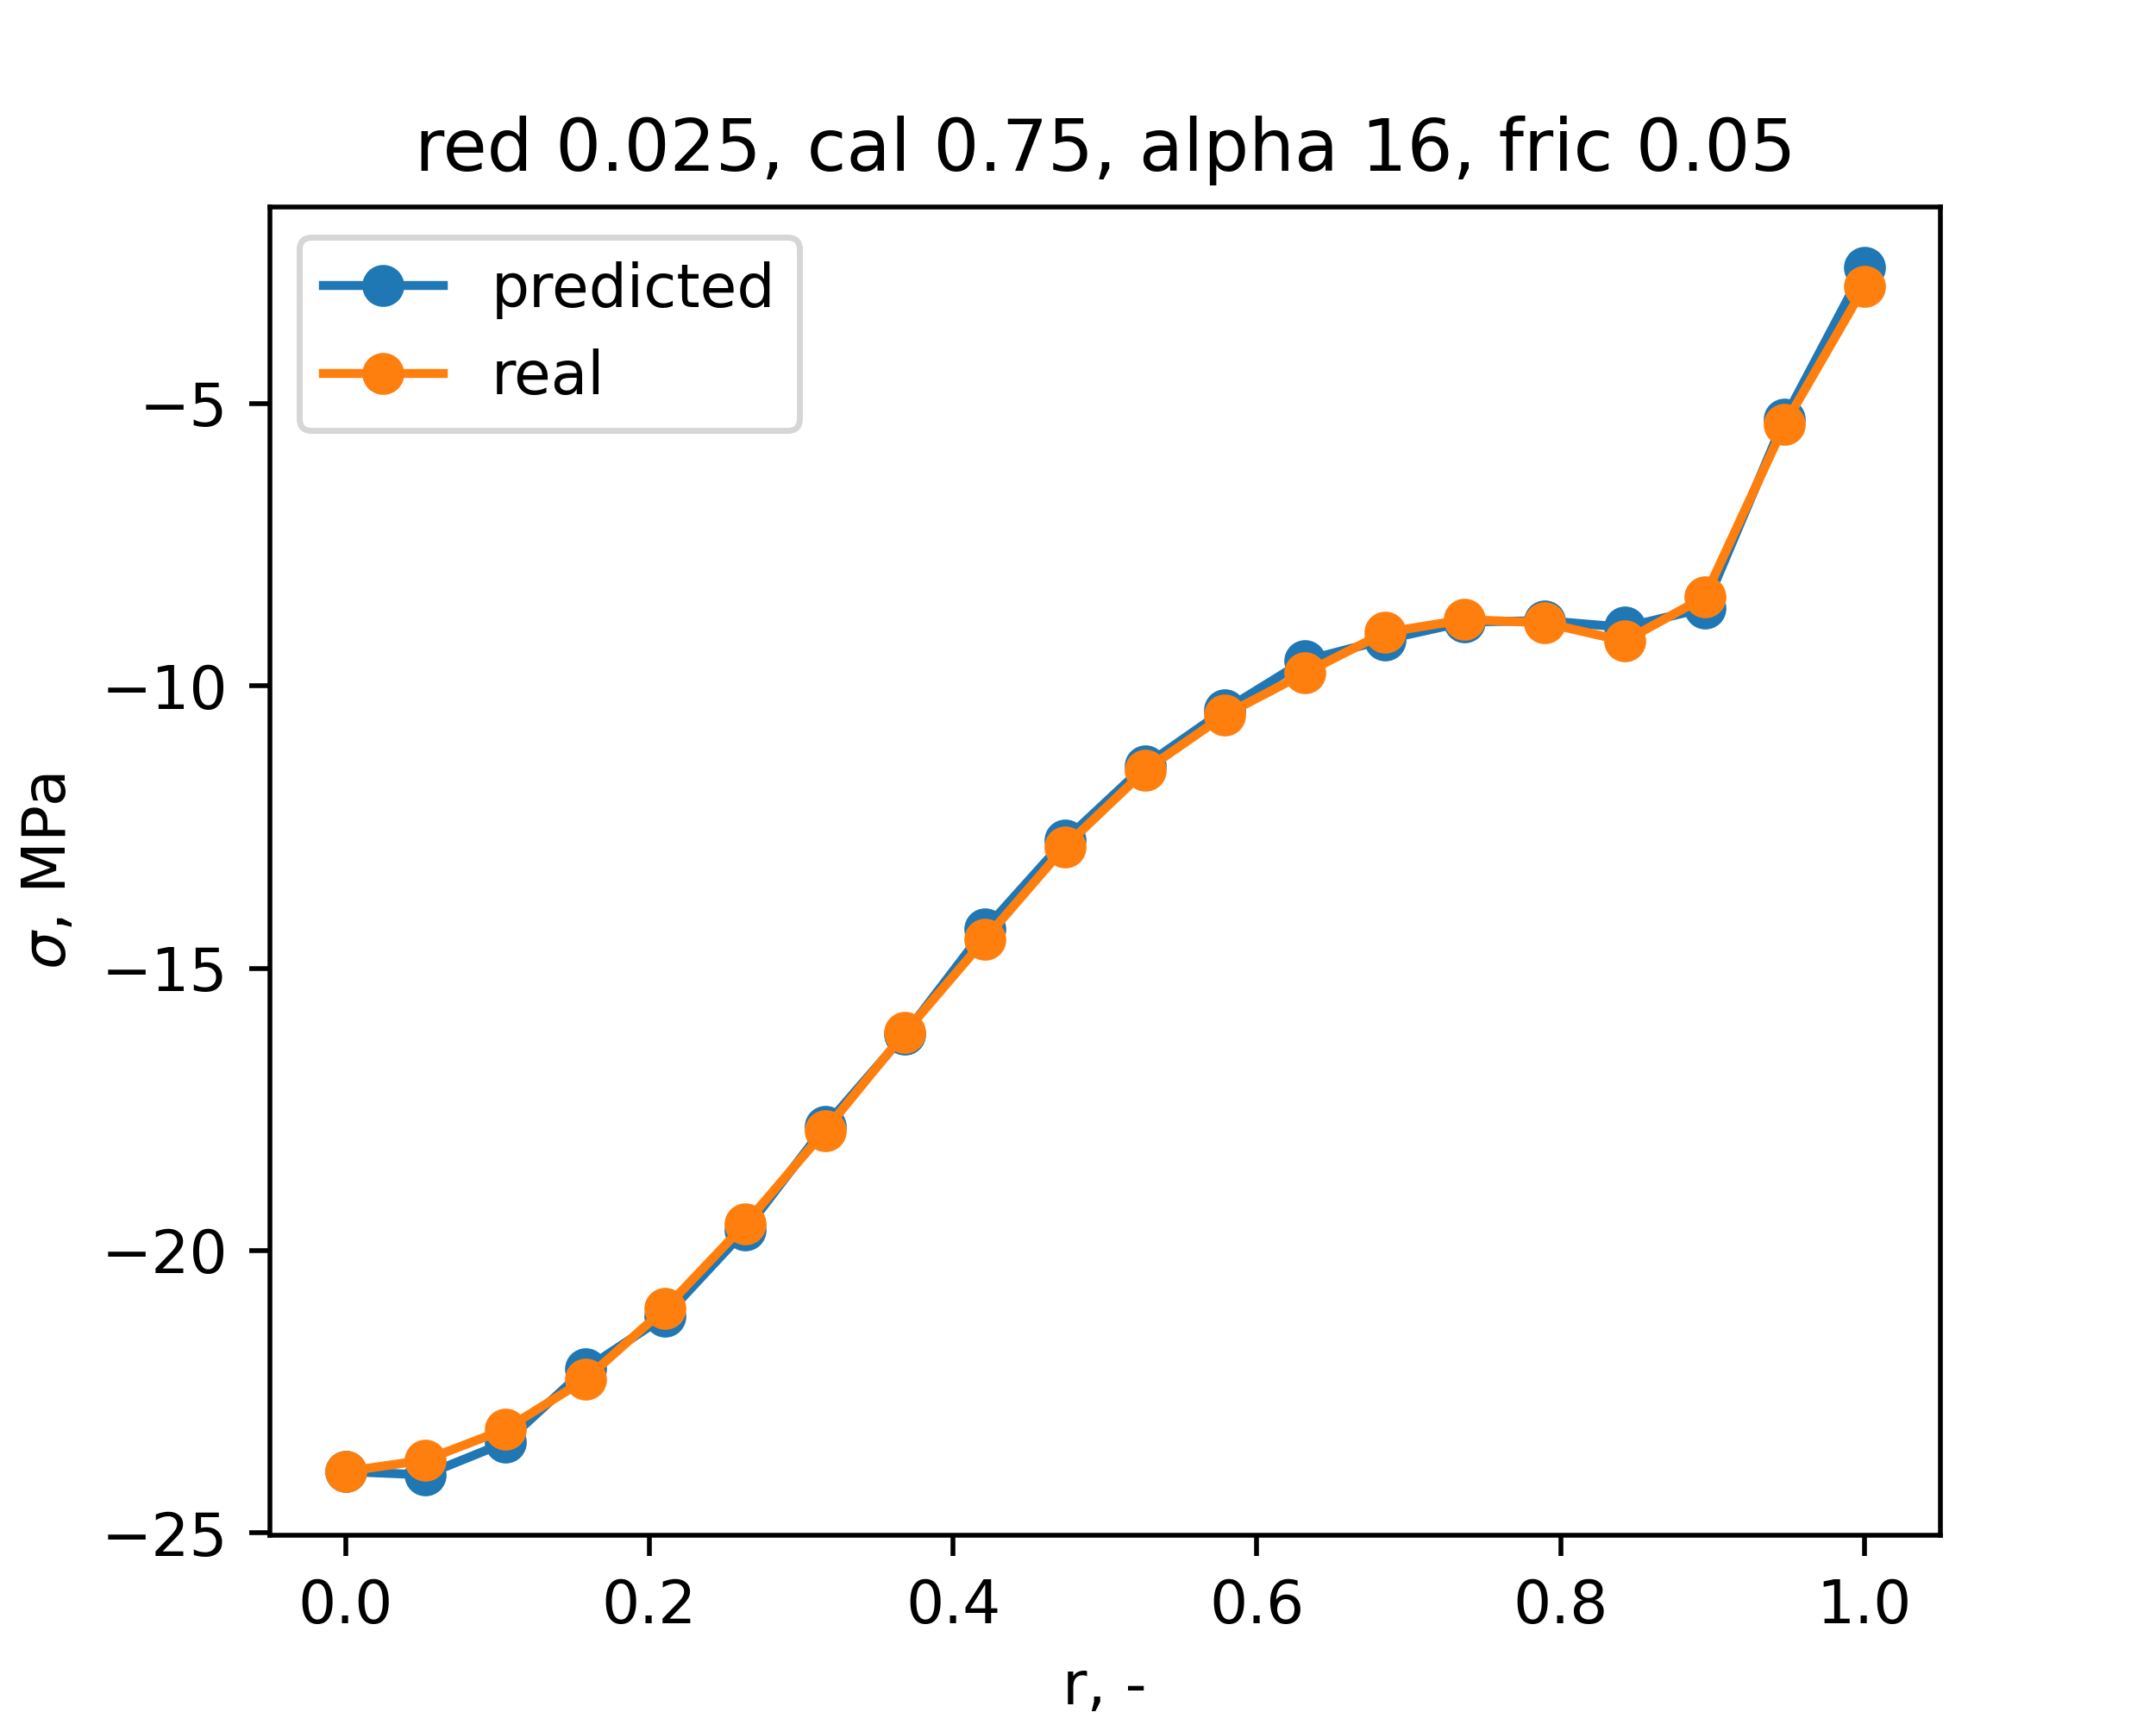 red 0.025, cal 0.75, alpha 16, fric 0.05
predicted
real
σ, MPa
−5
−10
−15
−20
−25
0.0 0.2 0.4 0.6 0.8 1.0
r, -